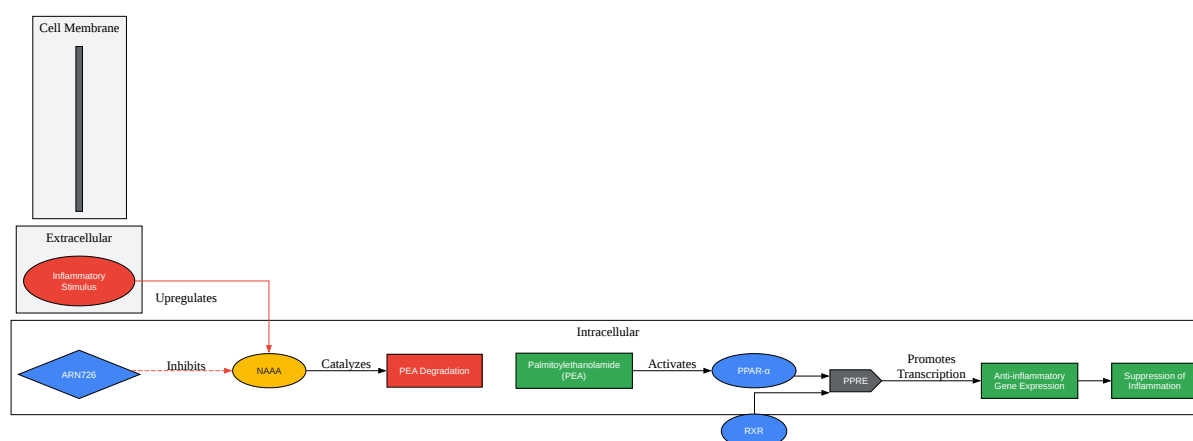 Cell Membrane
Extracellular
Inflammatory
Stimulus
Upregulates
Intracellular
ARN726
Inhibits
NAAA
Catalyzes
PEA Degradation
Palmitoylethanolamide
(PEA)
Activates
PPAR-α
RXR
PPRE
Promotes
Transcription
Anti-inflammatory
Gene Expression
Suppression of
Inflammation